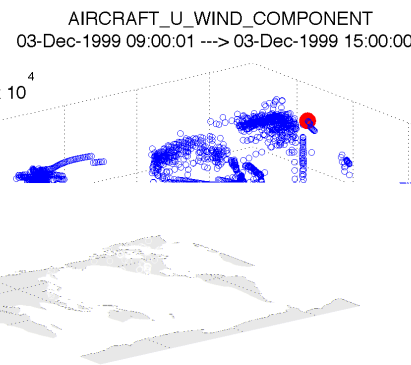 AIRCRAFT_U_WIND_COMPONENT
03-Dec-1999 09:00:01 ---> 03-Dec-1999 15:00:00
x 10 4